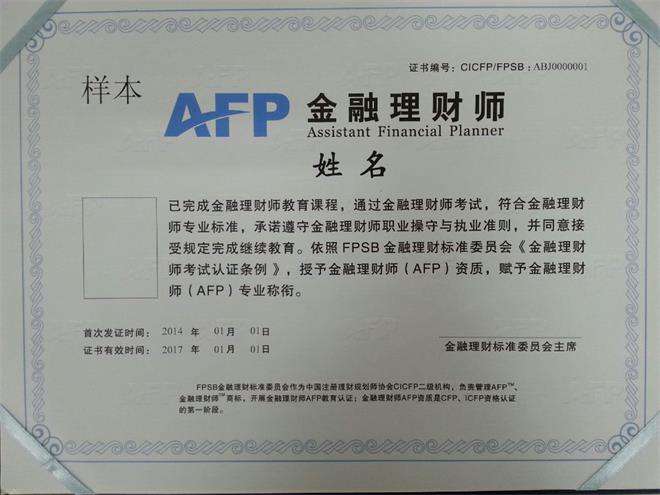 证书编号：CICFP/FPSB：ABJ0000001
样本
AFP 金融理财师
Assistant Financial Planner
姓名
已完成金融理财师教育课程，通过金融理财师考试，符合金融理财
师专业标准，承诺遵守金融理财师职业操守与执业准则，并同意接
受规定完成继续教育。依照 FPSB 金融理财标准委员会《金融理财
师考试认证条例》，授予金融理财师（AFP）资质，赋予金融理财
师（AFP）专业称衔。
首次发证时间： 2014 年 01月 01日
证书有效时间： 2017 年 01月 01日
金融理财标准委员会主席
FPSB金融理财标准委员会作为中国注册理财规划师协会CICFP二级机构，负责管理AFP™、
金融理财师™商标，开展金融理财师AFP教育认证；金融理财师AFP资质是CFP、ICFP资格认证
的第一阶段。